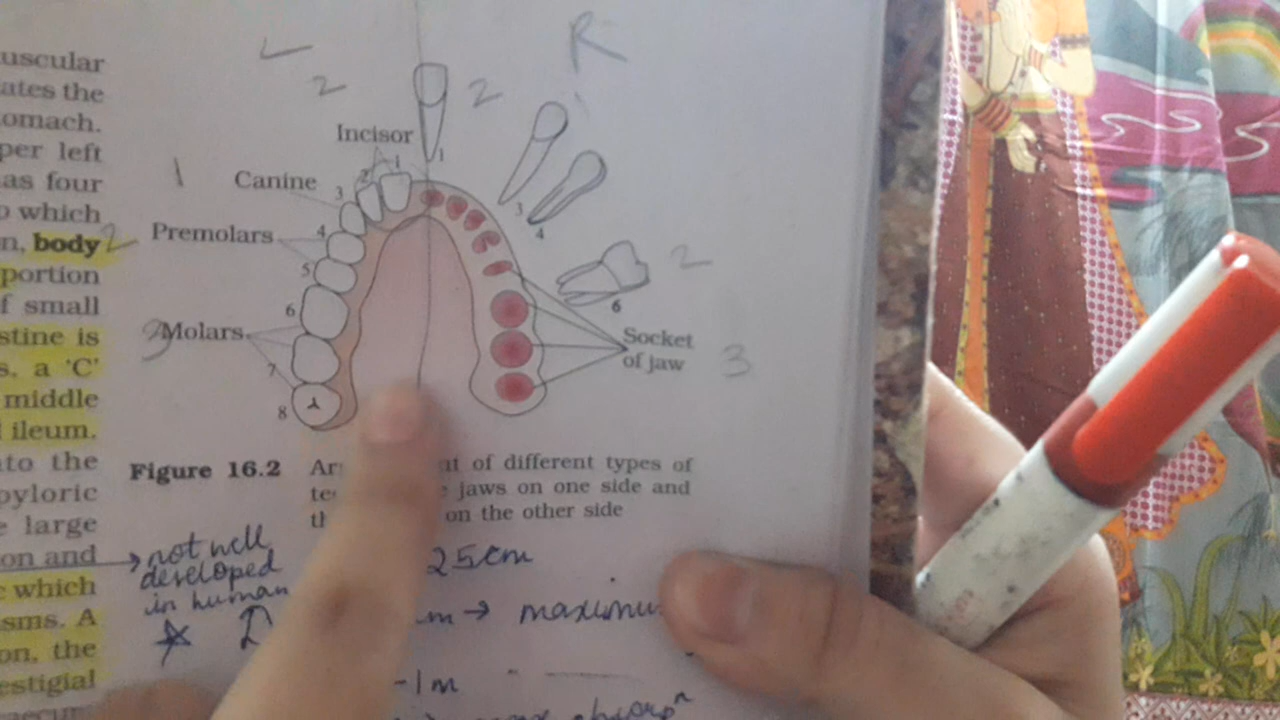 uscular
ates the
omach.
per left
as four
o which
n, body
portion
f small
stine is
s, a 'C'
middle
ileum.
to the
pyloric
e large
on and
which
sms. A
on, the
estigial
L
R
2
2
Incisor
1
1
2
1
Canine
3
3
4
2
Premolars
4
5
6
6
2
3 Molars
Socket
of jaw
3
7
8
Figure 16.2
of different types of
jaws on one side and
on the other side
→ not well
developed
in human
25cm
m →
-1m